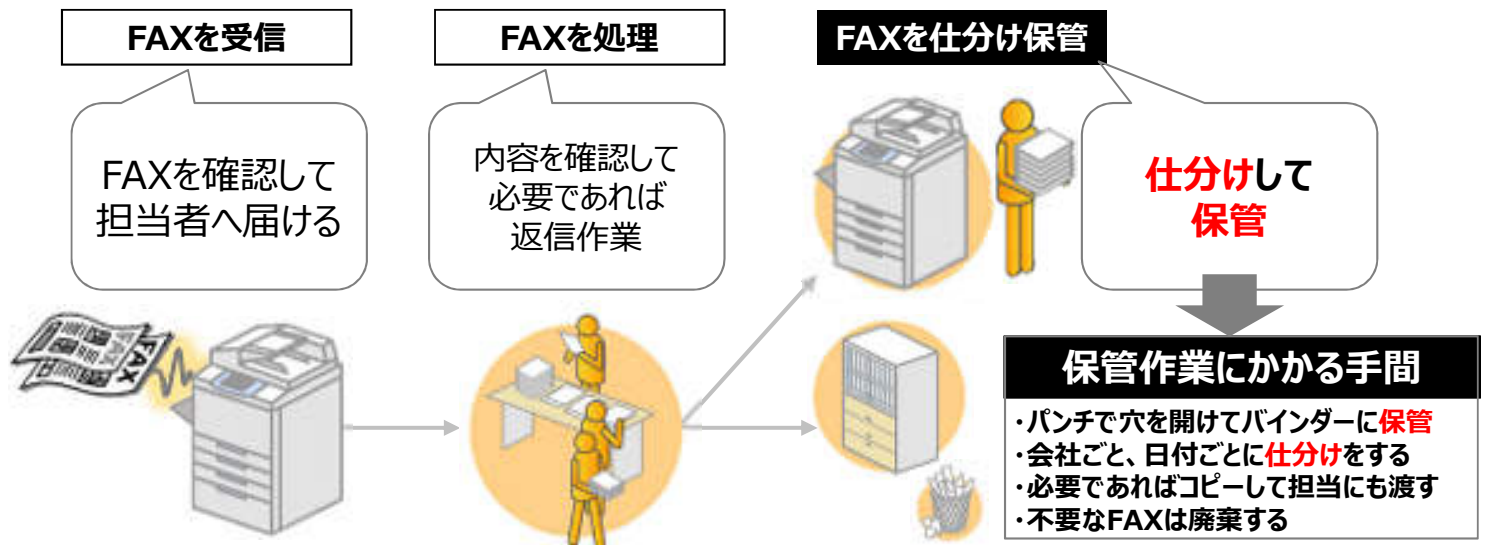 FAXを受信
FAXを処理
FAXを仕分け保管
FAXを確認して
担当者へ届ける
内容を確認して
必要であれば
返信作業
仕分けして
保管
FAX
FAX
保管作業にかかる手間
・パンチで穴を開けてバインダーに保管
・会社ごと、日付ごとに仕分けをする
・必要であればコピーして担当にも渡す
・不要なFAXは廃棄する